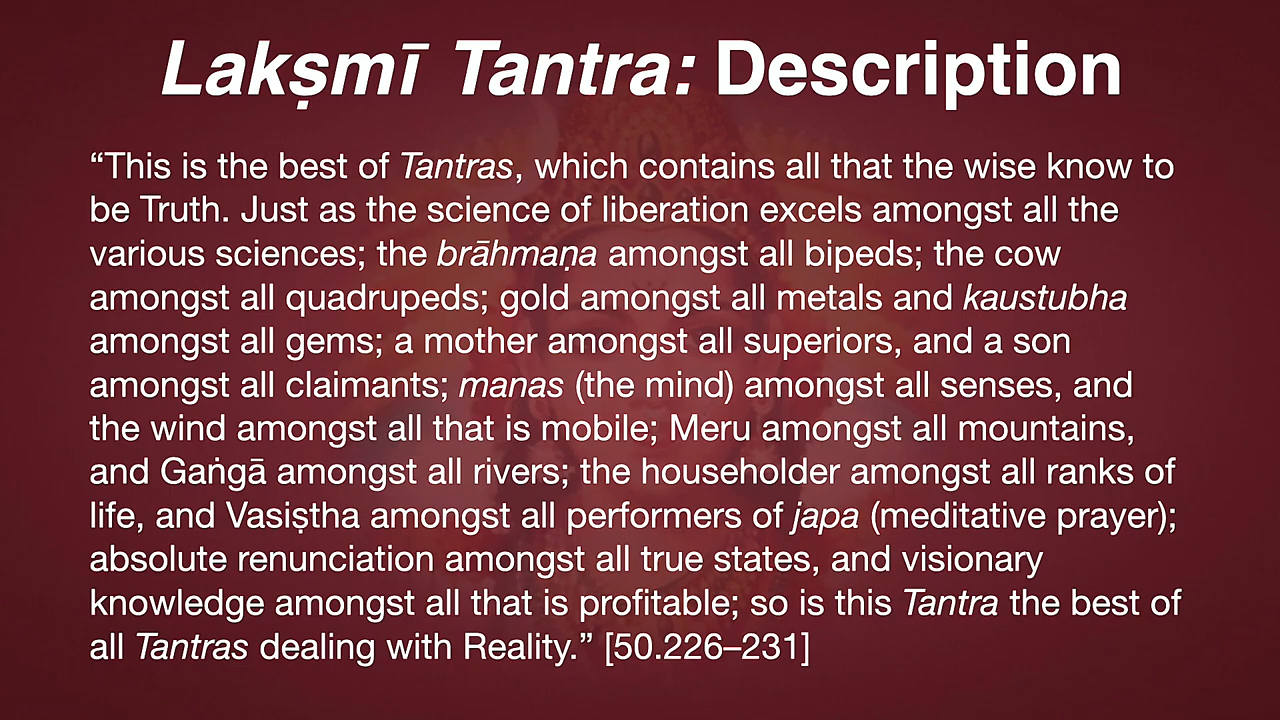 Lakṣmī Tantra: Description
“This is the best of Tantras, which contains all that the wise know to
be Truth. Just as the science of liberation excels amongst all the
various sciences; the brāhmaṇa amongst all bipeds; the cow
amongst all quadrupeds; gold amongst all metals and kaustubha
amongst all gems; a mother amongst all superiors, and a son
amongst all claimants; manas (the mind) amongst all senses, and
the wind amongst all that is mobile; Meru amongst all mountains,
and Gaṅgā amongst all rivers; the householder amongst all ranks of
life, and Vasiṣtha amongst all performers of japa (meditative prayer);
absolute renunciation amongst all true states, and visionary
knowledge amongst all that is profitable; so is this Tantra the best of
all Tantras dealing with Reality.” [50.226–231]